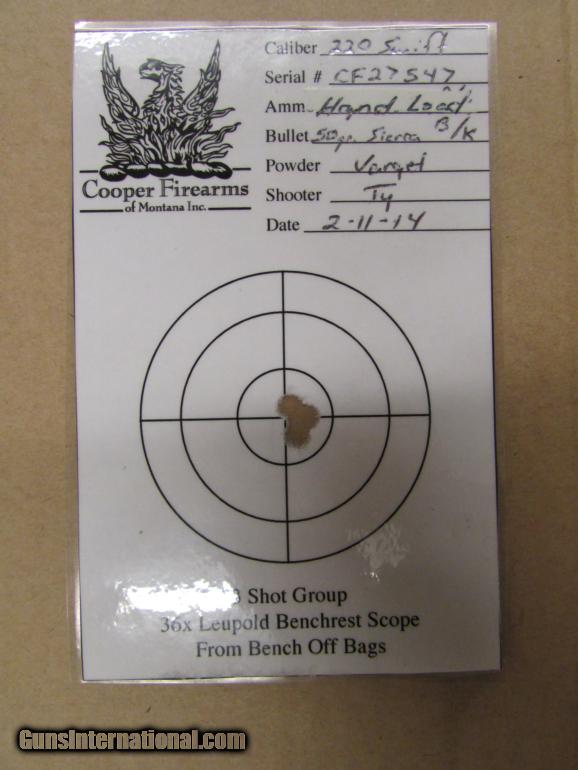 Cooper Firearms
of Montana Inc.
Caliber 220 Swift
Serial # CF27547
Amm Hand Load
Bullet 50gr. Sierra B/K
Powder Varget
Shooter Ty
Date 2-11-14
3 Shot Group
36x Leupold Benchrest Scope
From Bench Off Bags
GunsInternational.com